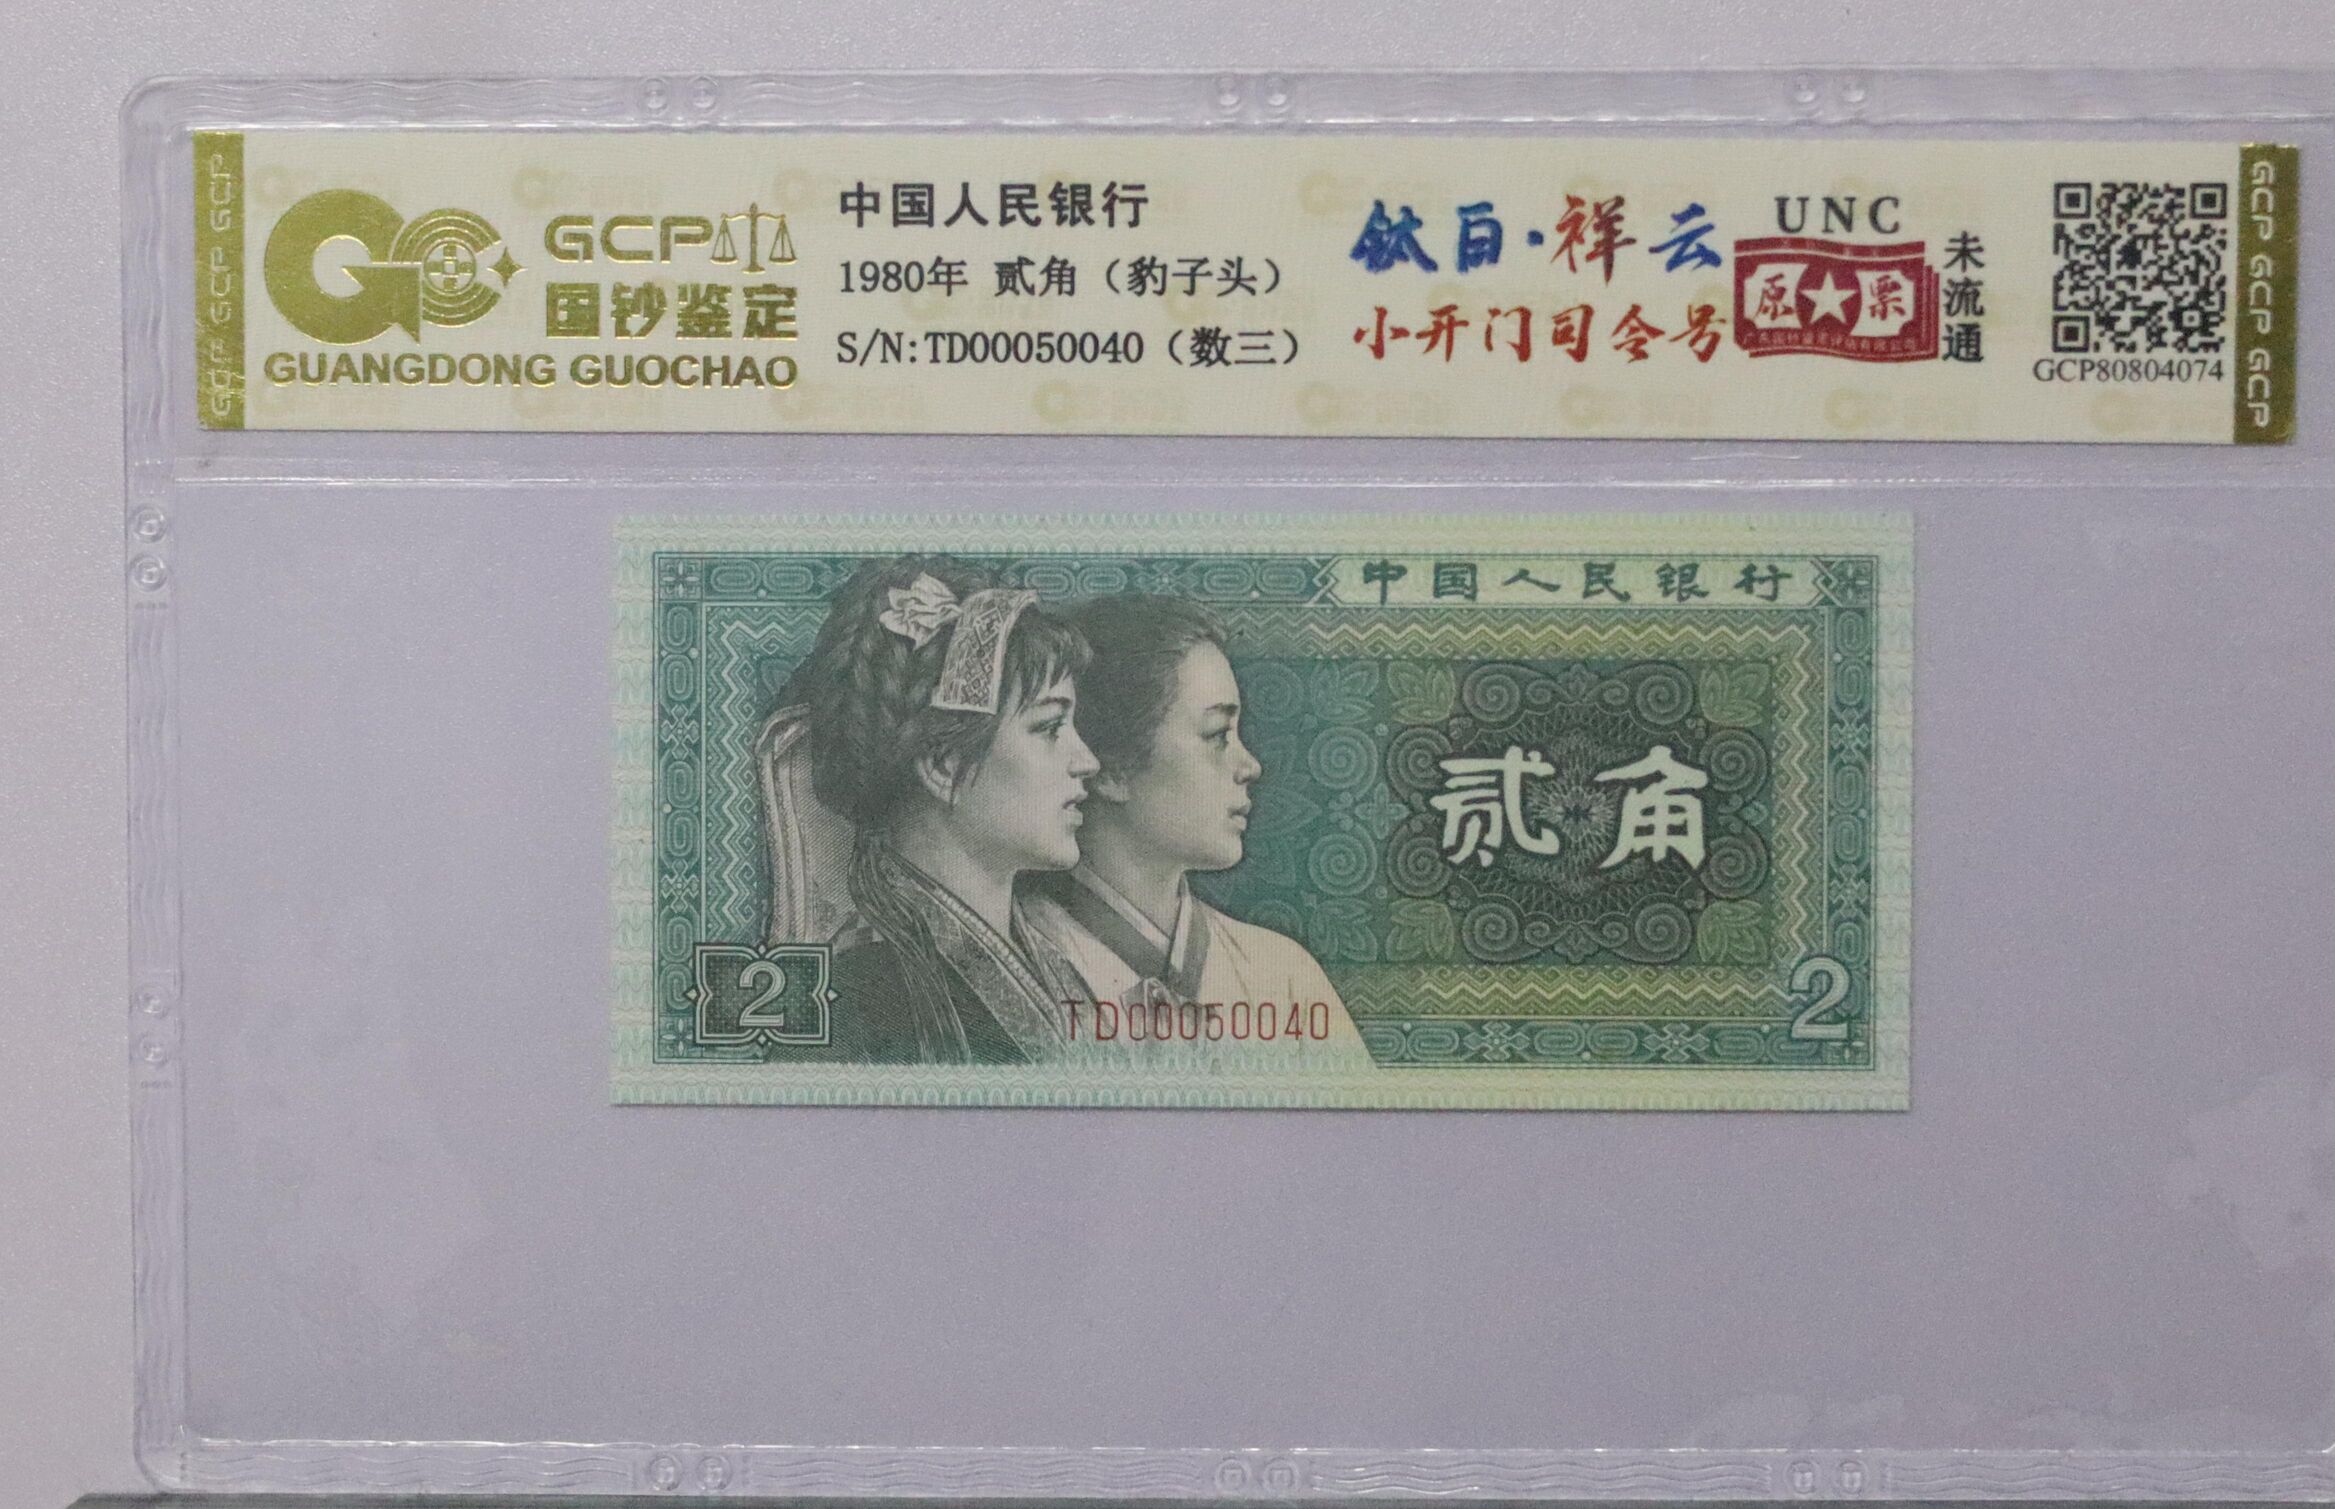 GCP GCP GCP
GCP
国钞鉴定
GUANGDONG GUOCHAO
中国人民银行
1980年 贰角（豹子头）
S/N:TD00050040（数三）
钛白·祥云
小开门司令号
UNC
原★票
未流通
GCP80804074
GCP GCP GCP
中国人民银行
贰角
2
TD00050040
2